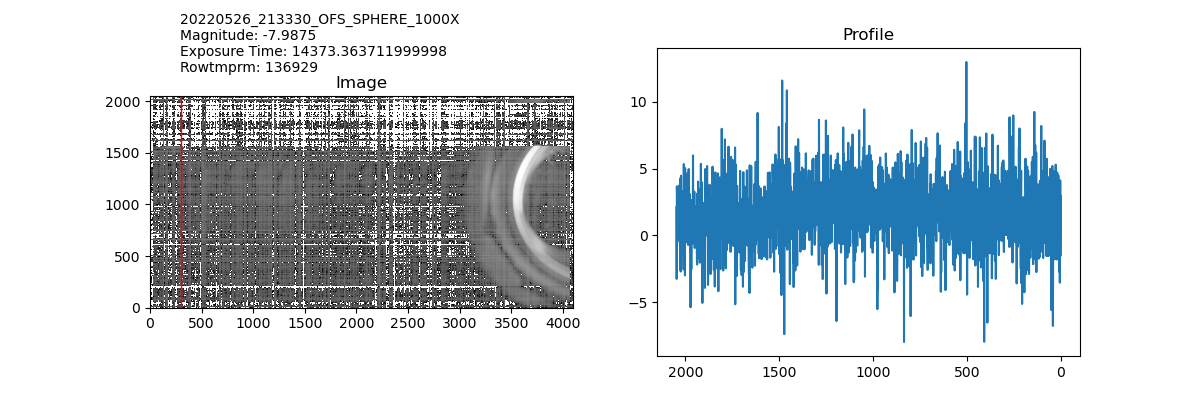 20220526_213330_OFS_SPHERE_1000X
Magnitude: -7.9875
Exposure Time: 14373.363711999998
Rowtmprm: 136929
Image
2000
1500
1000
500
0
0 500 1000 1500 2000 2500 3000 3500 4000
Profile
10
5
0
−5
2000 1500 1000 500 0